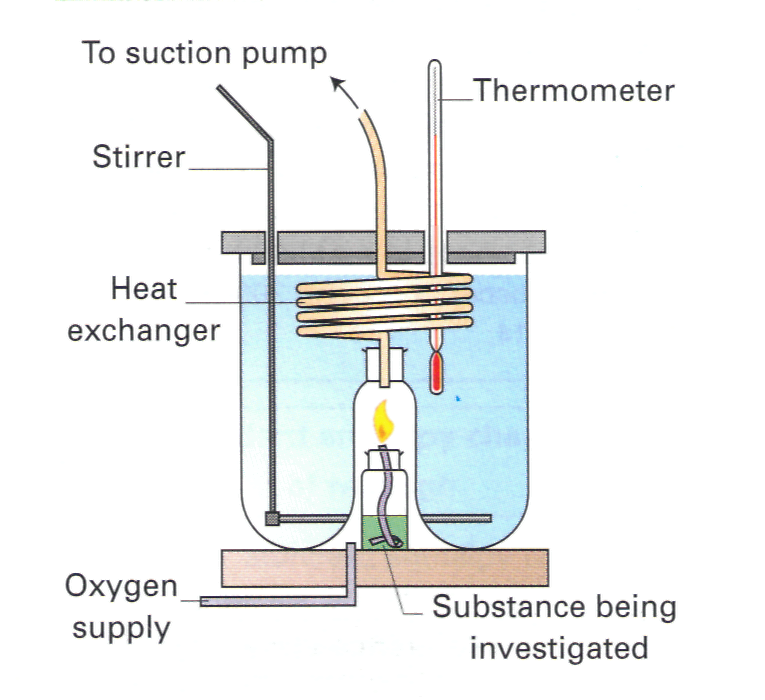 To suction pump
Thermometer
Stirrer
Heat
exchanger
Oxygen
supply
Substance being
investigated